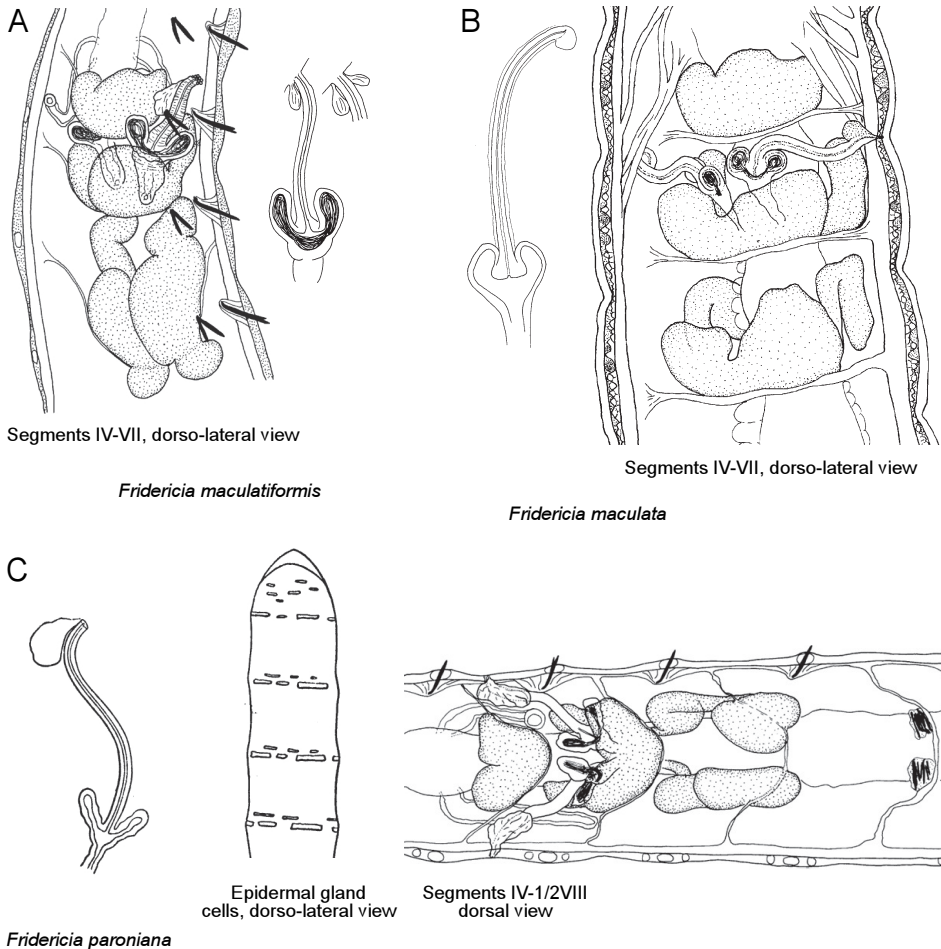 A
B
Segments IV-VII, dorso-lateral view
Fridericia maculatiformis
Segments IV-VII, dorso-lateral view
Fridericia maculata
C
Epidermal gland
cells, dorso-lateral view
Segments IV-1/2VIII
dorsal view
Fridericia paroniana